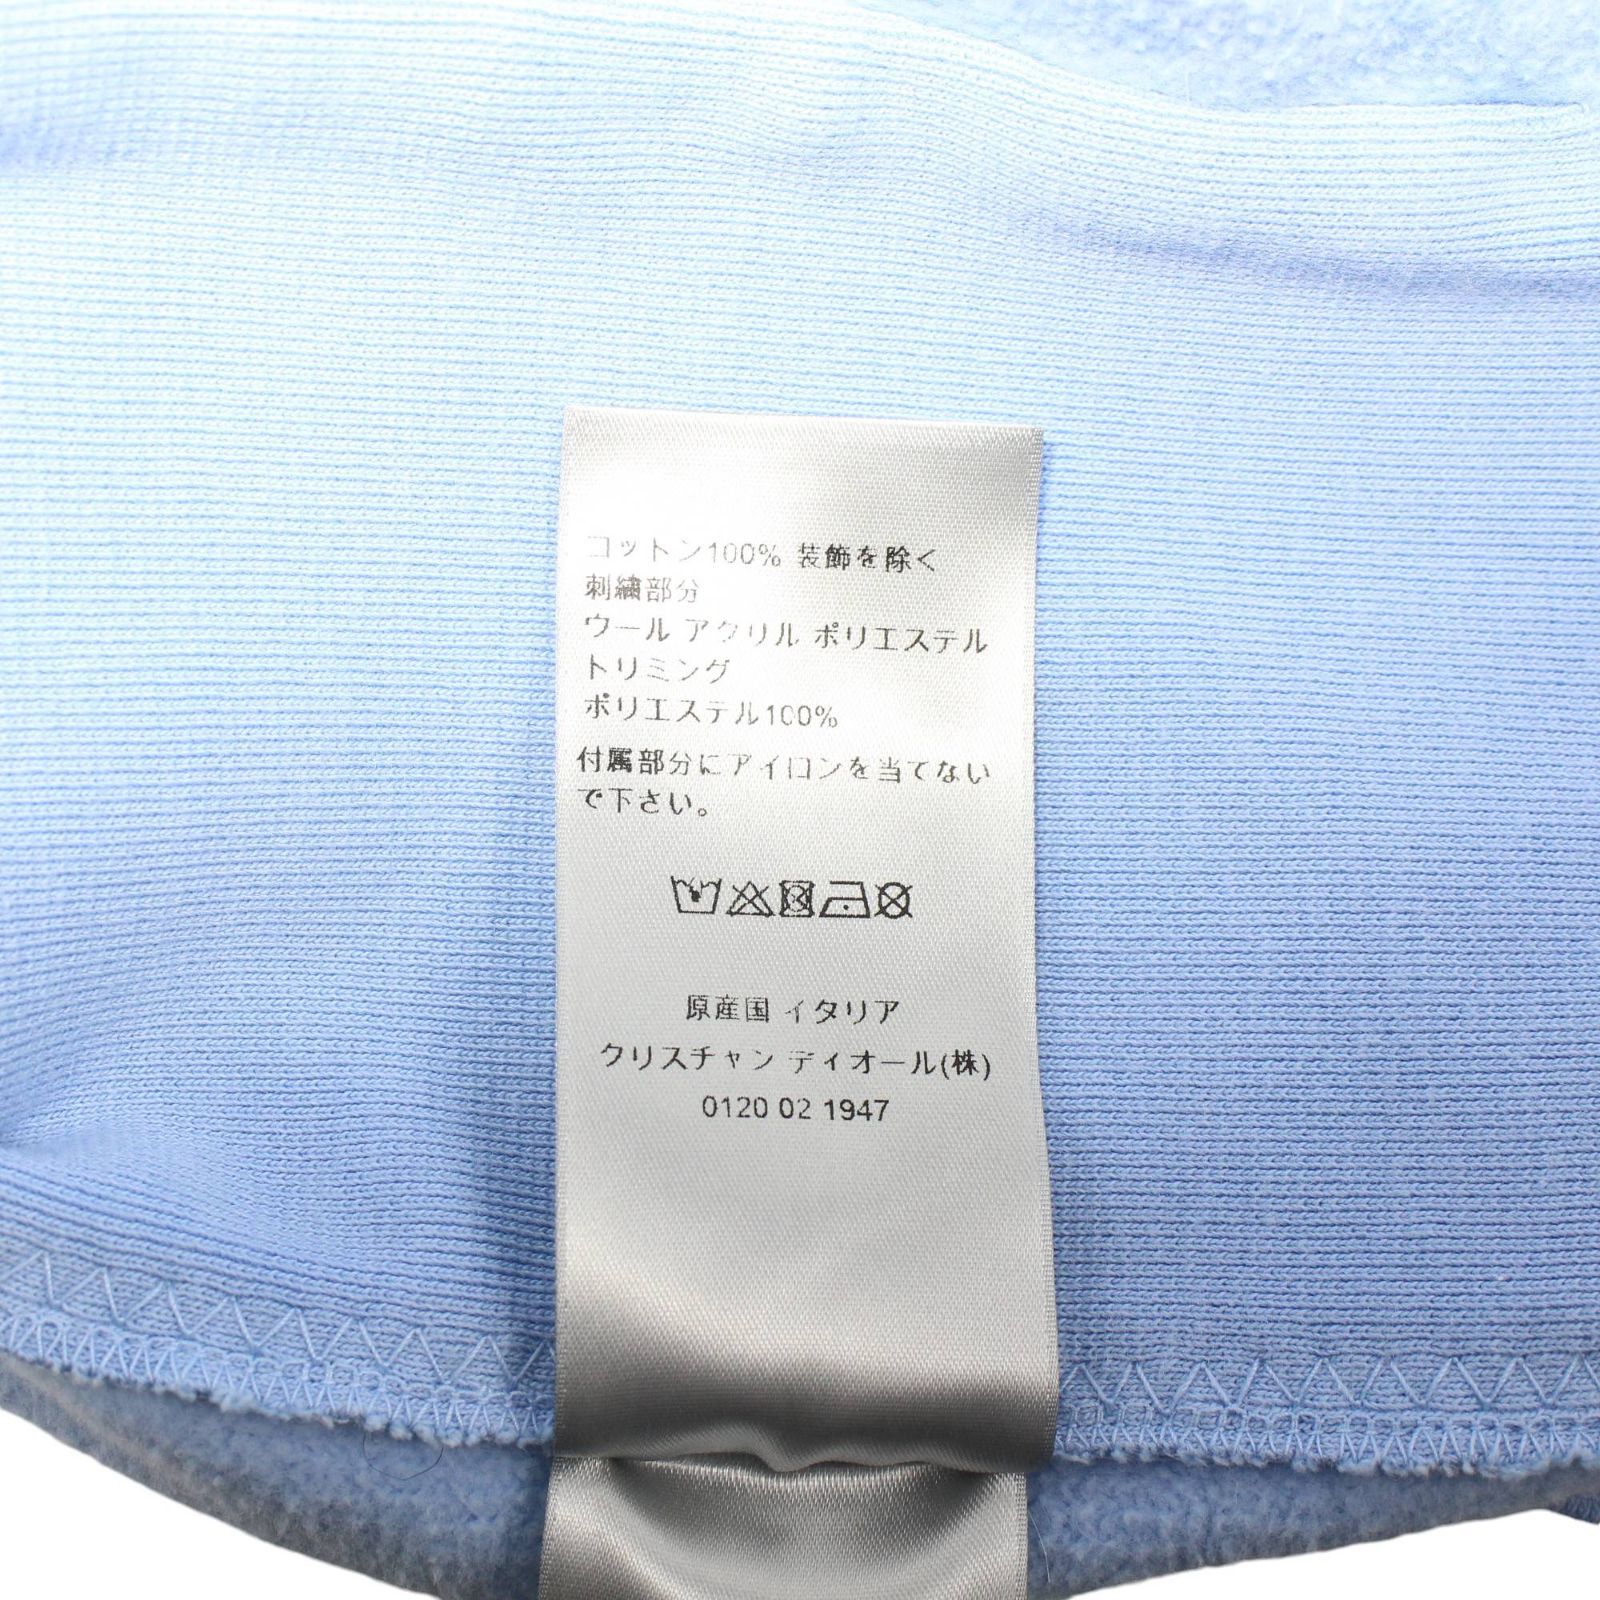 コットン100% 装飾を除く
刺繍部分
ウール アクリル ポリエステル
トリミング
ポリエステル100%
付属部分にアイロンを当てない
で下さい。
原産国 イタリア
クリスチャン ディオール(株)
0120 02 1947